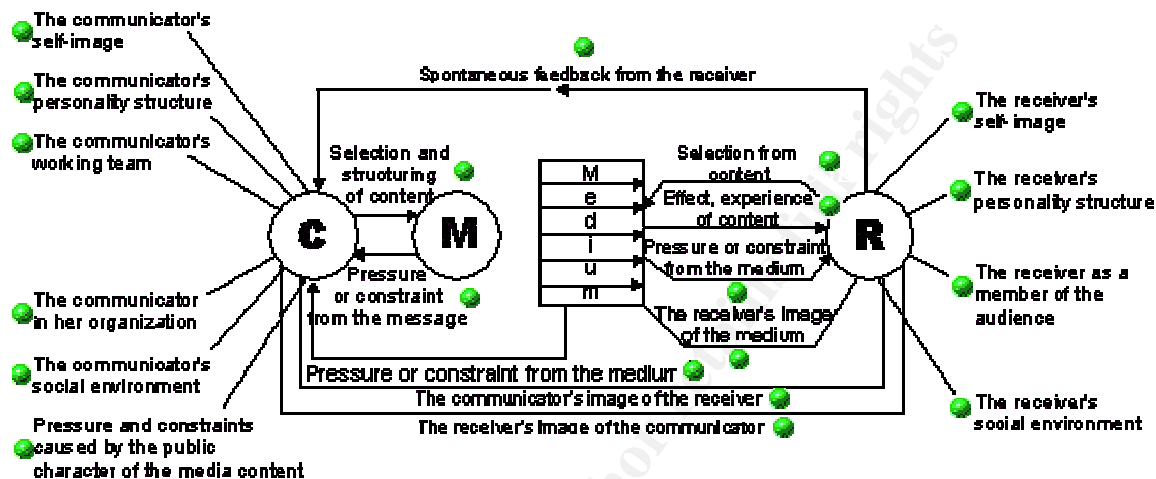 The communicator's
self-image
The communicator's
personality structure
The communicator's
working team
The communicator
in her organization
The communicator's
social environment
Pressure and constraints
caused by the public
character of the media content
Spontaneous feedback from the receiver
Selection and
structuring
of content
C
M
Pressure
or constraint
from the message
M
e
d
i
u
m
Selection from
content
Effect, experience
of content
Pressure or constraint
from the medium
The receiver's image
of the medium
R
Pressure or constraint from the medium
The communicator's image of the receiver
The receiver's image of the communicator
The receiver's
self-image
The receiver's
personality structure
The receiver as a
member of the
audience
The receiver's
social environment
rights